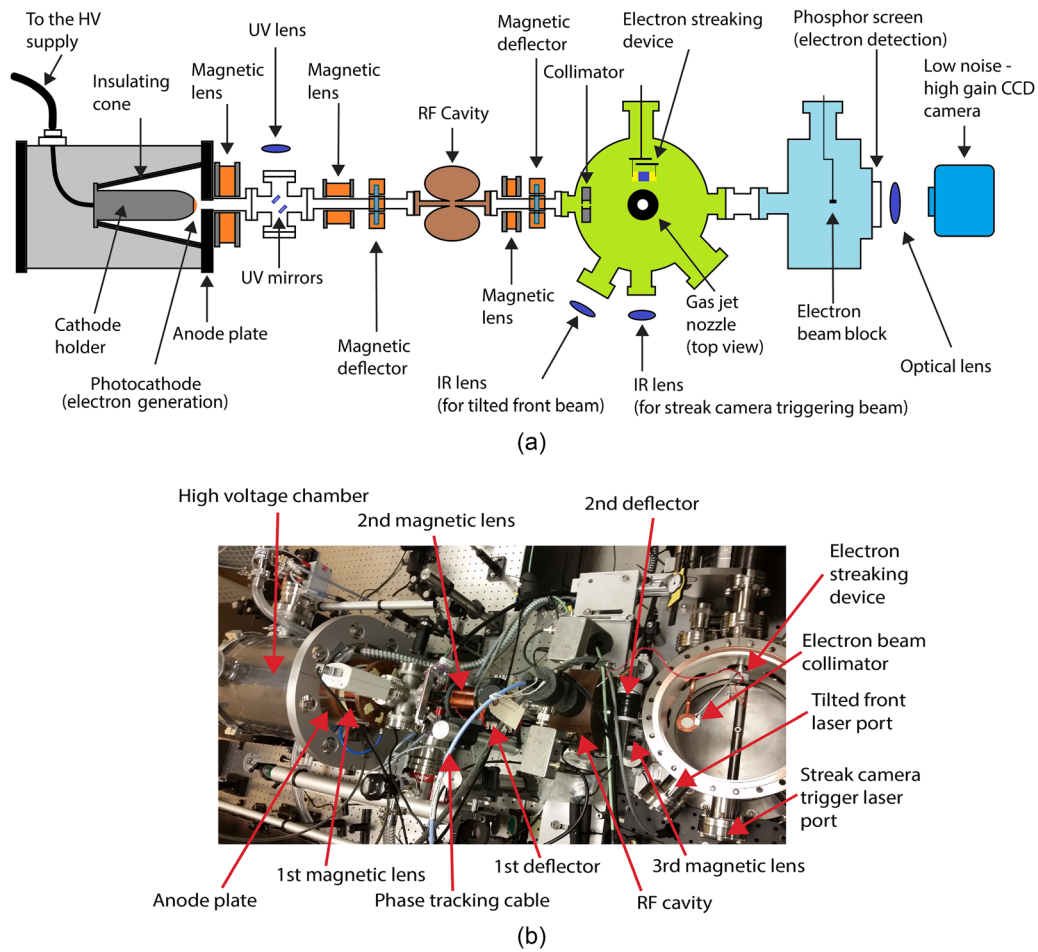 To the HV
supply
Insulating
cone
Magnetic
lens
UV lens
Magnetic
lens
RF Cavity
Magnetic
deflector
Collimator
Electron streaking
device
Phosphor screen
(electron detection)
Low noise -
high gain CCD
camera
Cathode
holder
Photocathode
(electron generation)
Anode plate
UV mirrors
Magnetic
deflector
Magnetic
lens
IR lens
(for tilted front beam)
IR lens
(for streak camera triggering beam)
Gas jet
nozzle
(top view)
Electron
beam block
Optical lens
(a)
High voltage chamber
2nd magnetic lens
2nd deflector
Electron
streaking
device
Electron beam
collimator
Tilted front
laser port
Streak camera
trigger laser
port
Anode plate
1st magnetic lens
Phase tracking cable
1st deflector
RF cavity
3rd magnetic lens
(b)